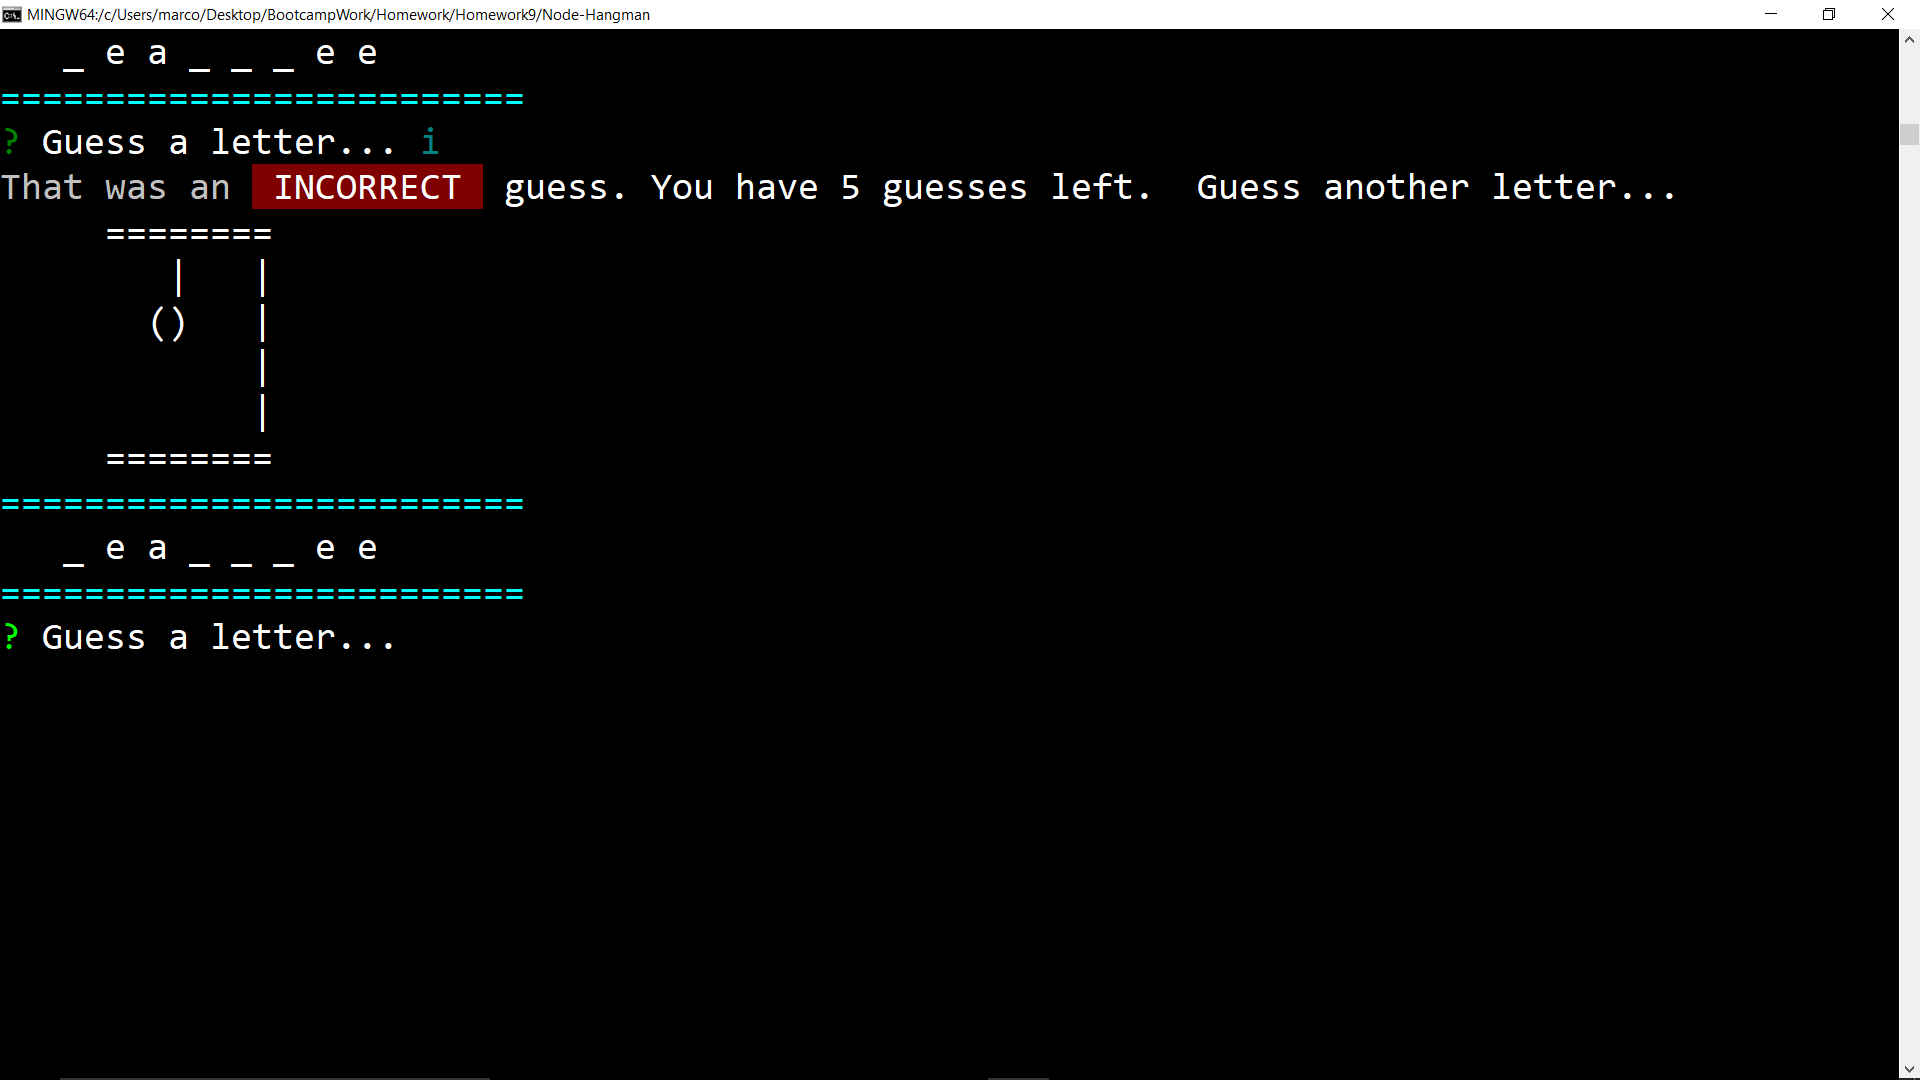 MINGW64:/c/Users/marco/Desktop/BootcampWork/Homework/Homework9/Node-Hangman
_ e a _ _ _ e e
=========================
? Guess a letter... i
That was an  INCORRECT  guess. You have 5 guesses left.  Guess another letter...
========
|   |
()   |
|
|
========
=========================
_ e a _ _ _ e e
=========================
? Guess a letter...